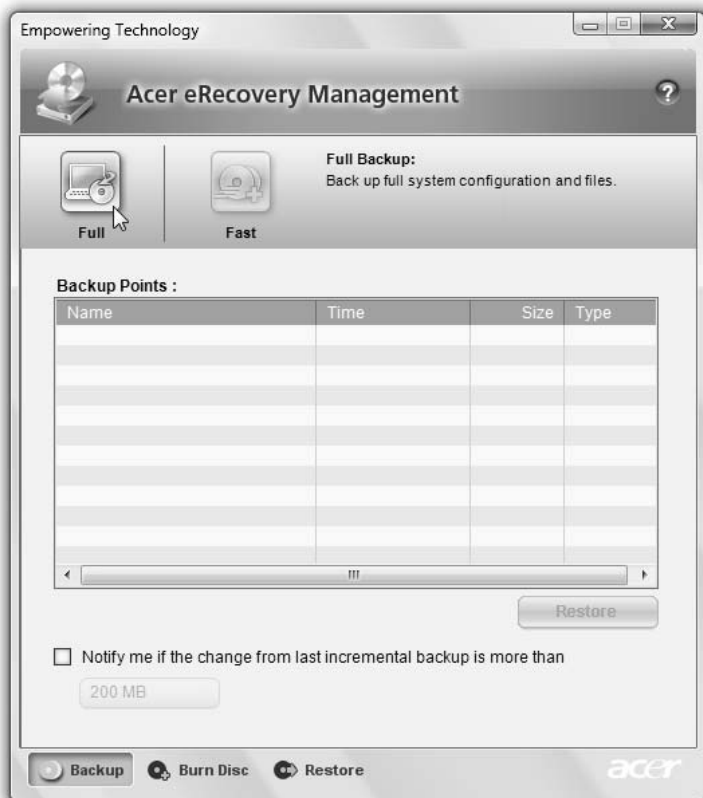 Empowering Technology
Acer eRecovery Management
?
Full Backup:
Back up full system configuration and files.
Full
Fast
Backup Points :
Name Time Size Type
Restore
Notify me if the change from last incremental backup is more than
200 MB
Backup Burn Disc Restore
acer